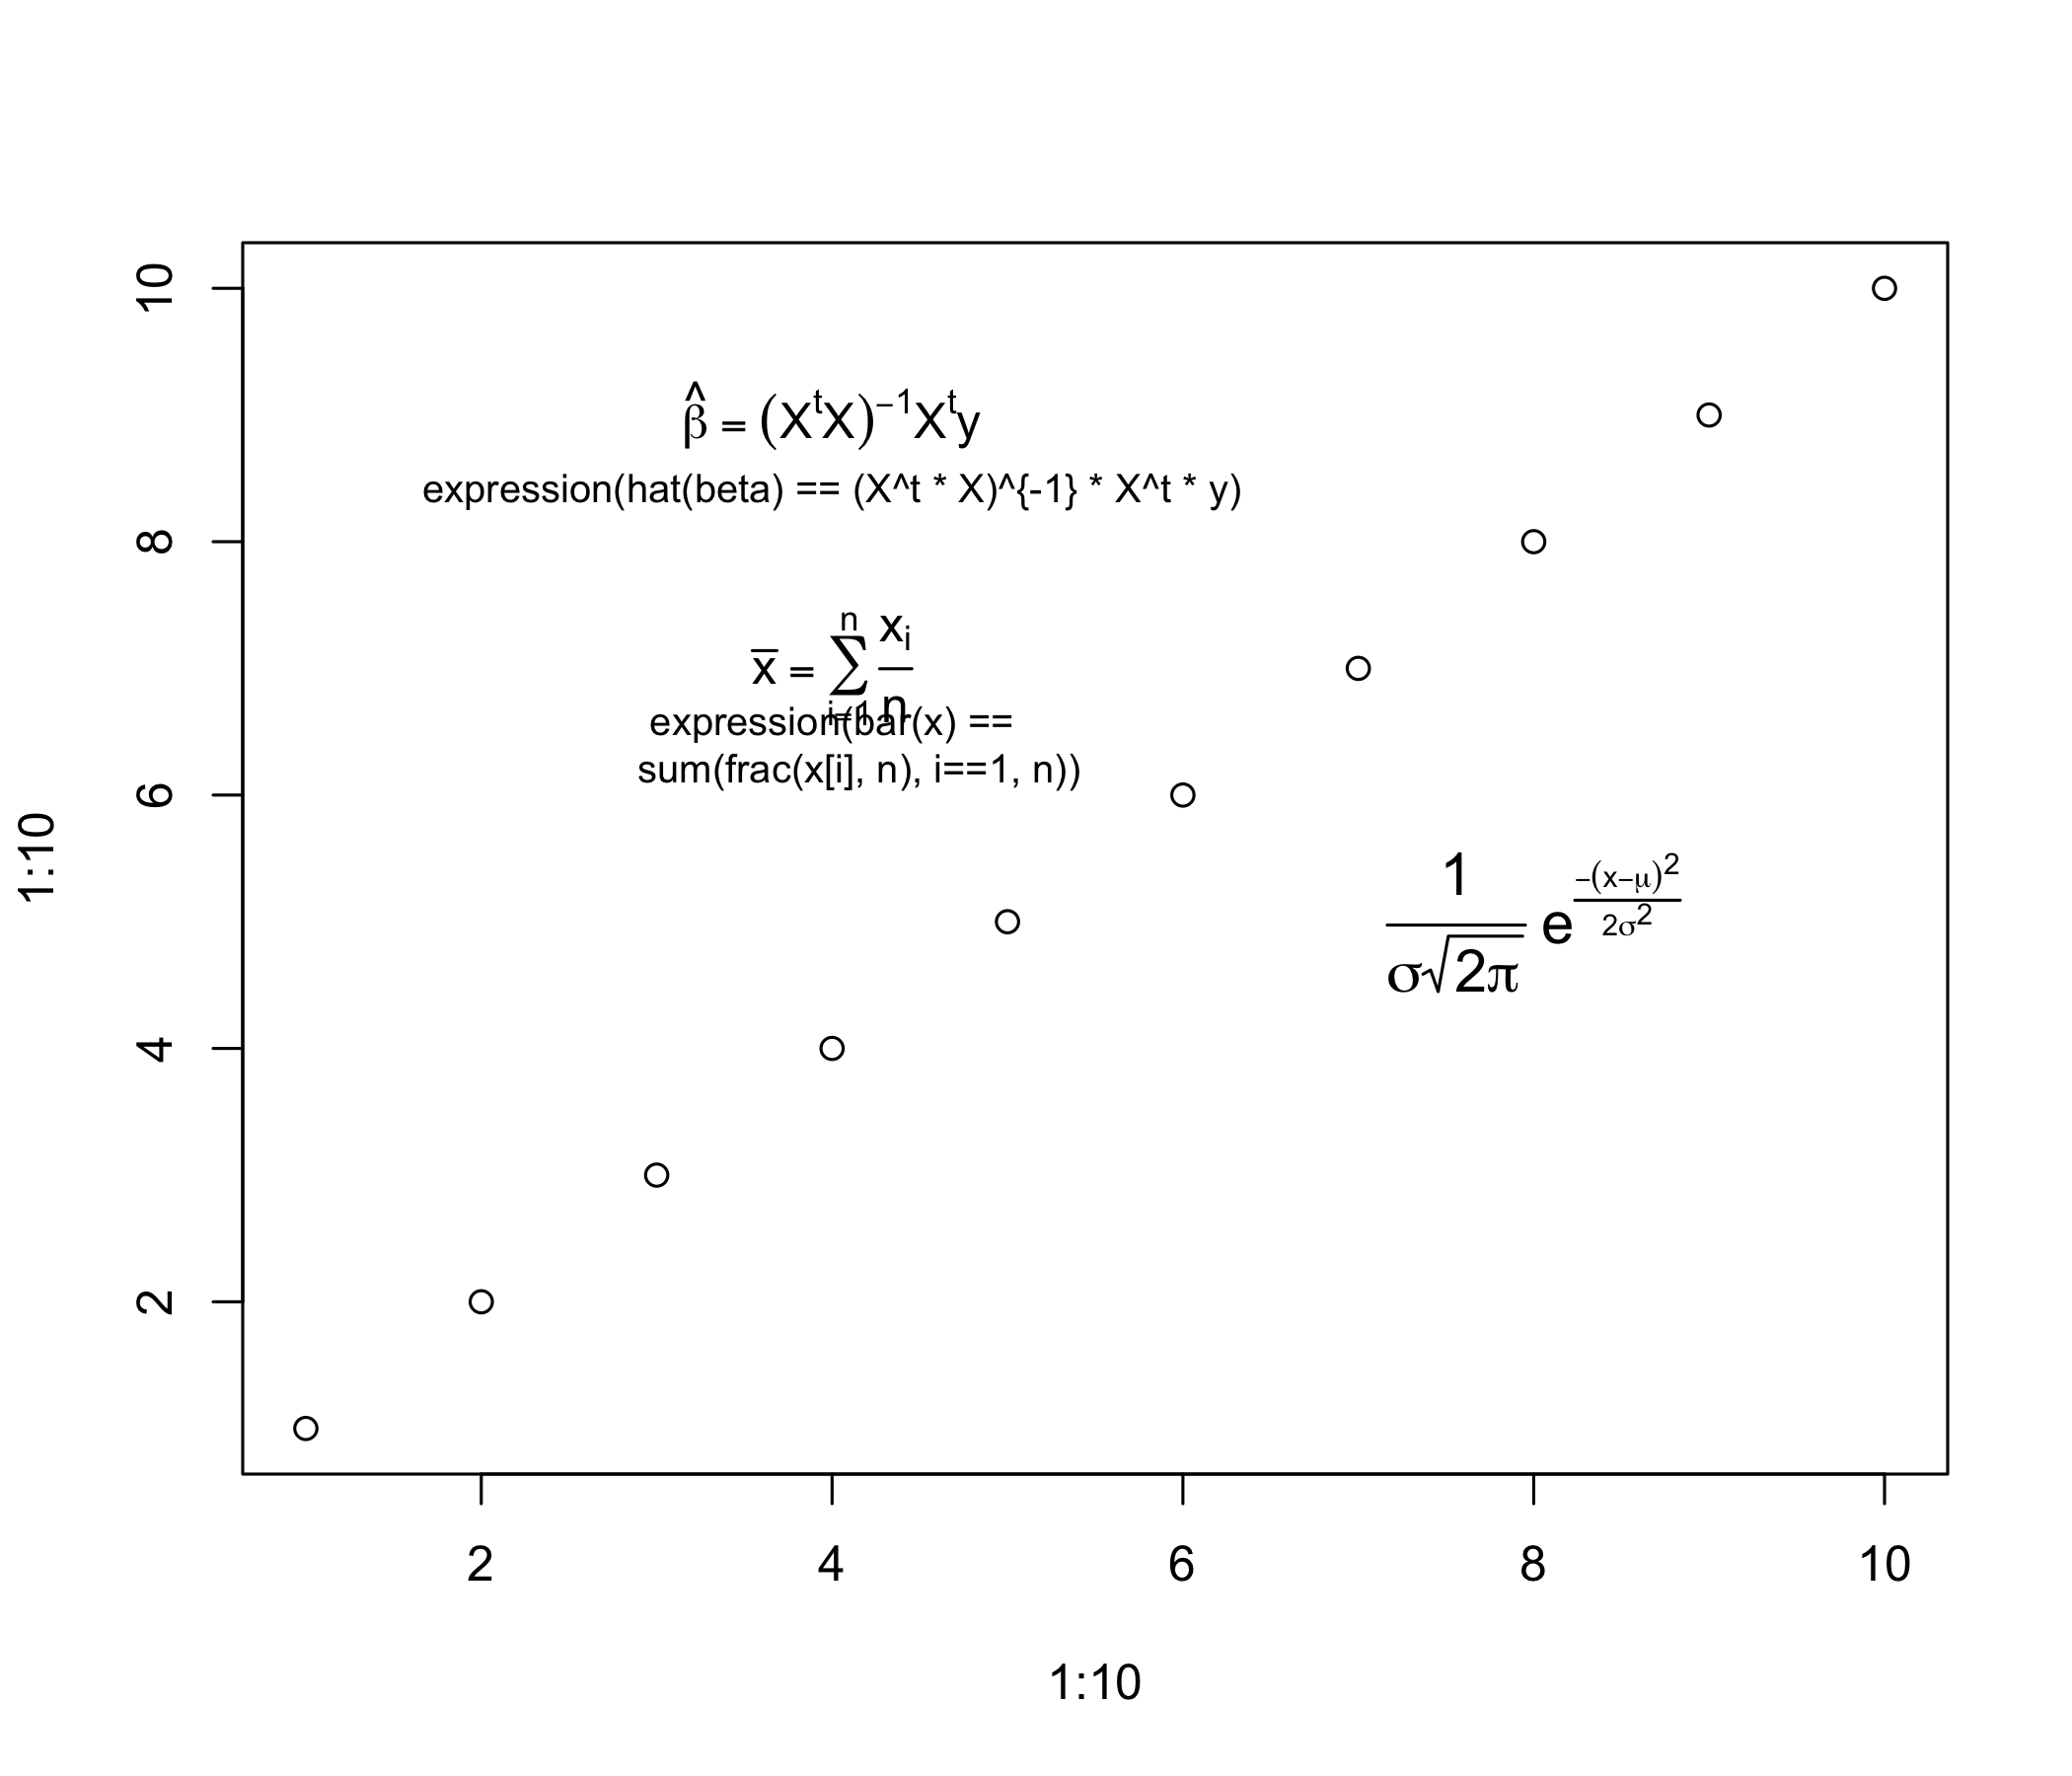 10
β̂ = (XᵗX)⁻¹Xᵗy
expression(hat(beta) == (X^t * X)^{-1} * X^t * y)
8
x̄ = ∑ⁿᵢ₌₁ xᵢ/n
expression(bar(x) ==
sum(frac(x[i], n), i==1, n))
6
1:10
1/(σ√2π) e^(−(x−μ)²/2σ²)
4
2
2 4 6 8 10
1:10